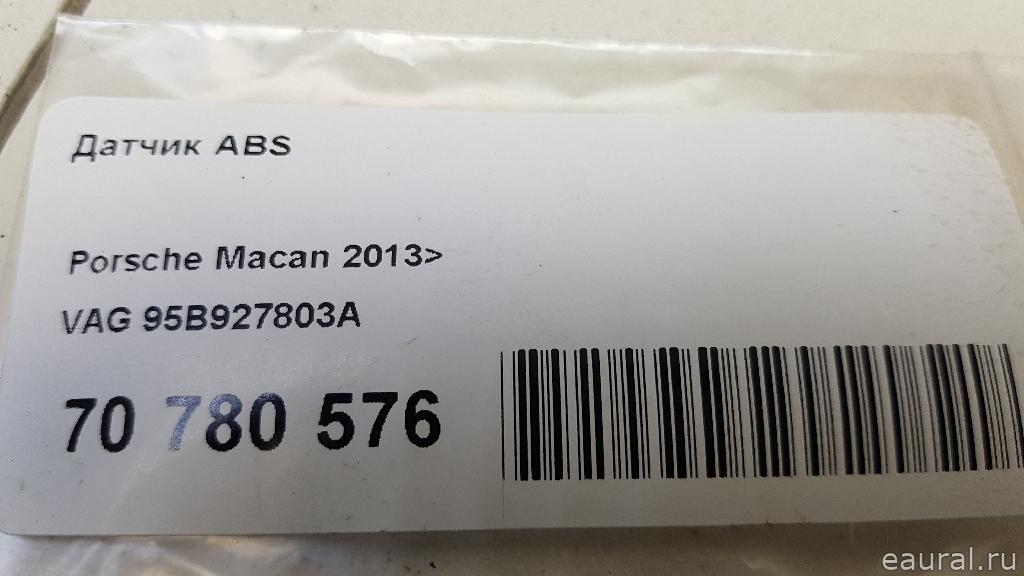 Датчик ABS
Porsche Macan 2013>
VAG 95B927803A
70 780 576
eaural.ru